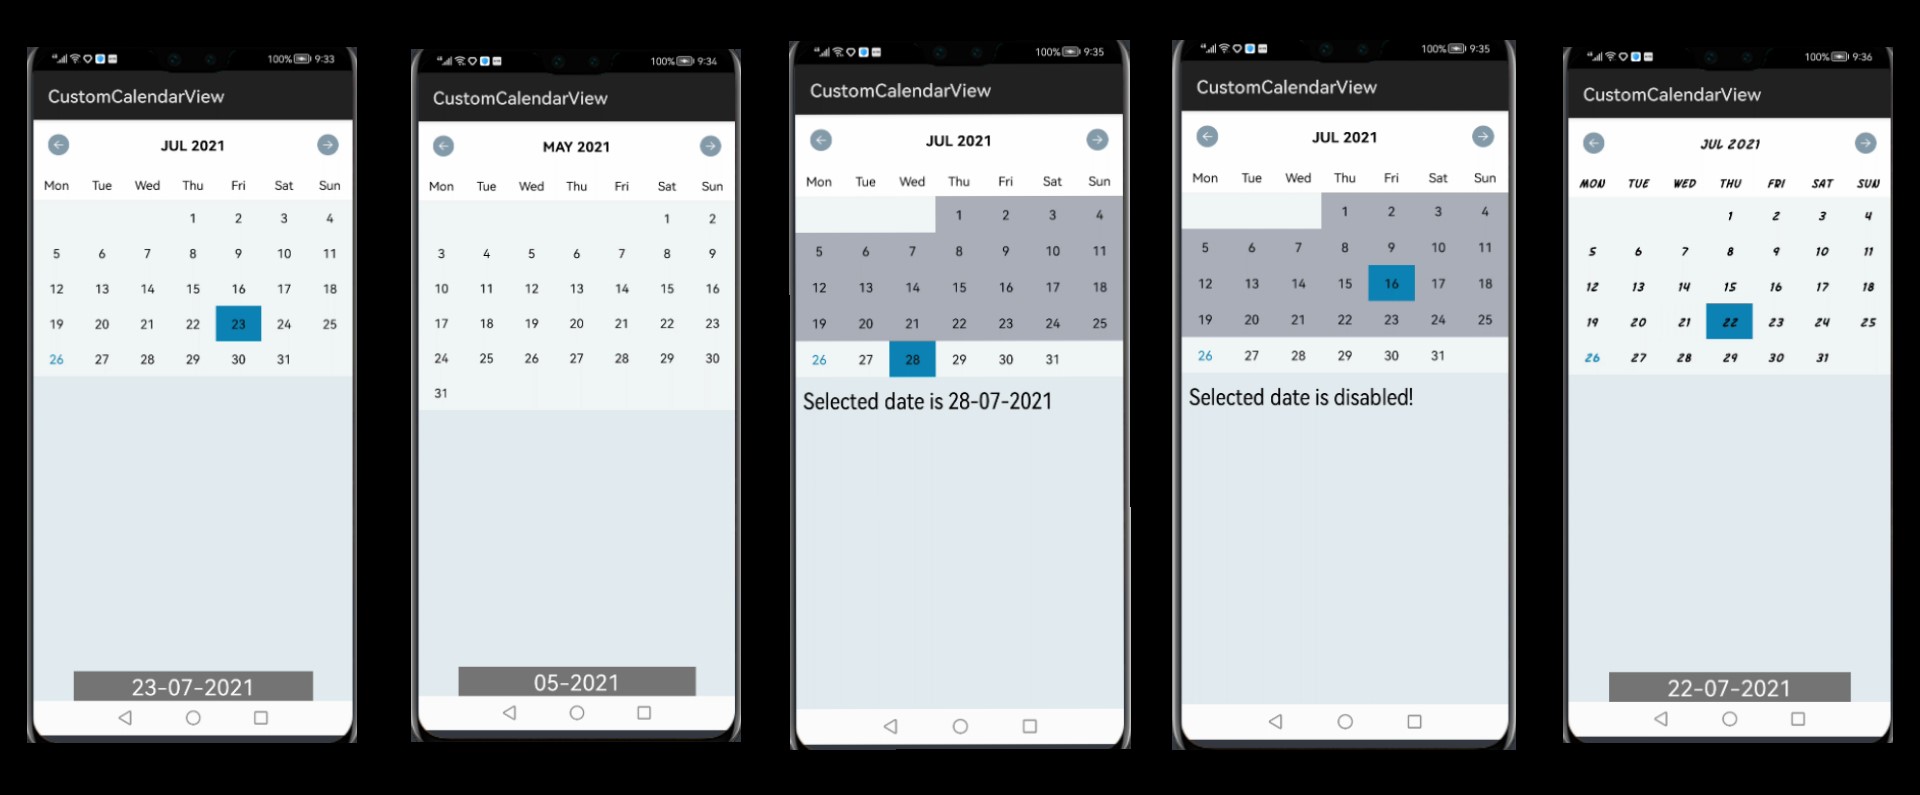 100% 9:33
CustomCalendarView
JUL 2021
Mon Tue Wed Thu Fri Sat Sun
1 2 3 4
5 6 7 8 9 10 11
12 13 14 15 16 17 18
19 20 21 22 23 24 25
26 27 28 29 30 31
23-07-2021
100% 9:34
CustomCalendarView
MAY 2021
Mon Tue Wed Thu Fri Sat Sun
1 2
3 4 5 6 7 8 9
10 11 12 13 14 15 16
17 18 19 20 21 22 23
24 25 26 27 28 29 30
31
05-2021
100% 9:35
CustomCalendarView
JUL 2021
Mon Tue Wed Thu Fri Sat Sun
1 2 3 4
5 6 7 8 9 10 11
12 13 14 15 16 17 18
19 20 21 22 23 24 25
26 27 28 29 30 31
Selected date is 28-07-2021
100% 9:35
CustomCalendarView
JUL 2021
Mon Tue Wed Thu Fri Sat Sun
1 2 3 4
5 6 7 8 9 10 11
12 13 14 15 16 17 18
19 20 21 22 23 24 25
26 27 28 29 30 31
Selected date is disabled!
100% 9:36
CustomCalendarView
JUL 2021
MON TUE WED THU FRI SAT SUN
1 2 3 4
5 6 7 8 9 10 11
12 13 14 15 16 17 18
19 20 21 22 23 24 25
26 27 28 29 30 31
22-07-2021